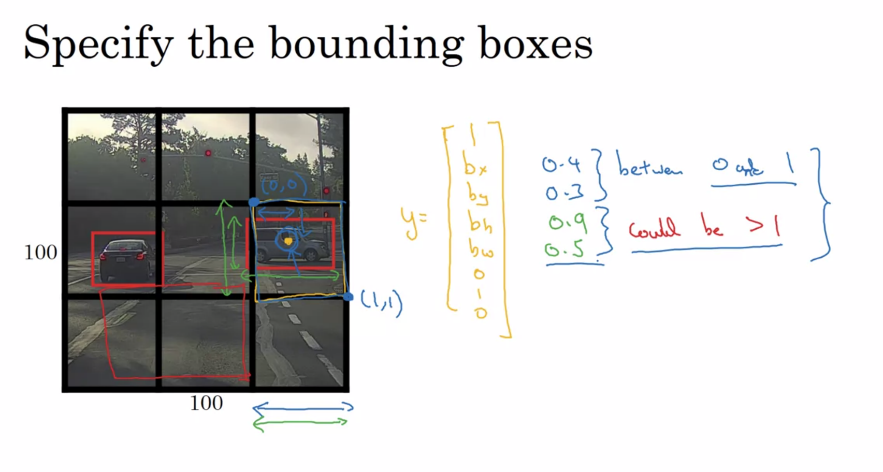 Specify the bounding boxes
(0,0)
100
(1,1)
100
y=
1
bx
by
bh
bw
0
1
0
0.4
0.3
between 0 and 1
0.9
0.5
could be >1